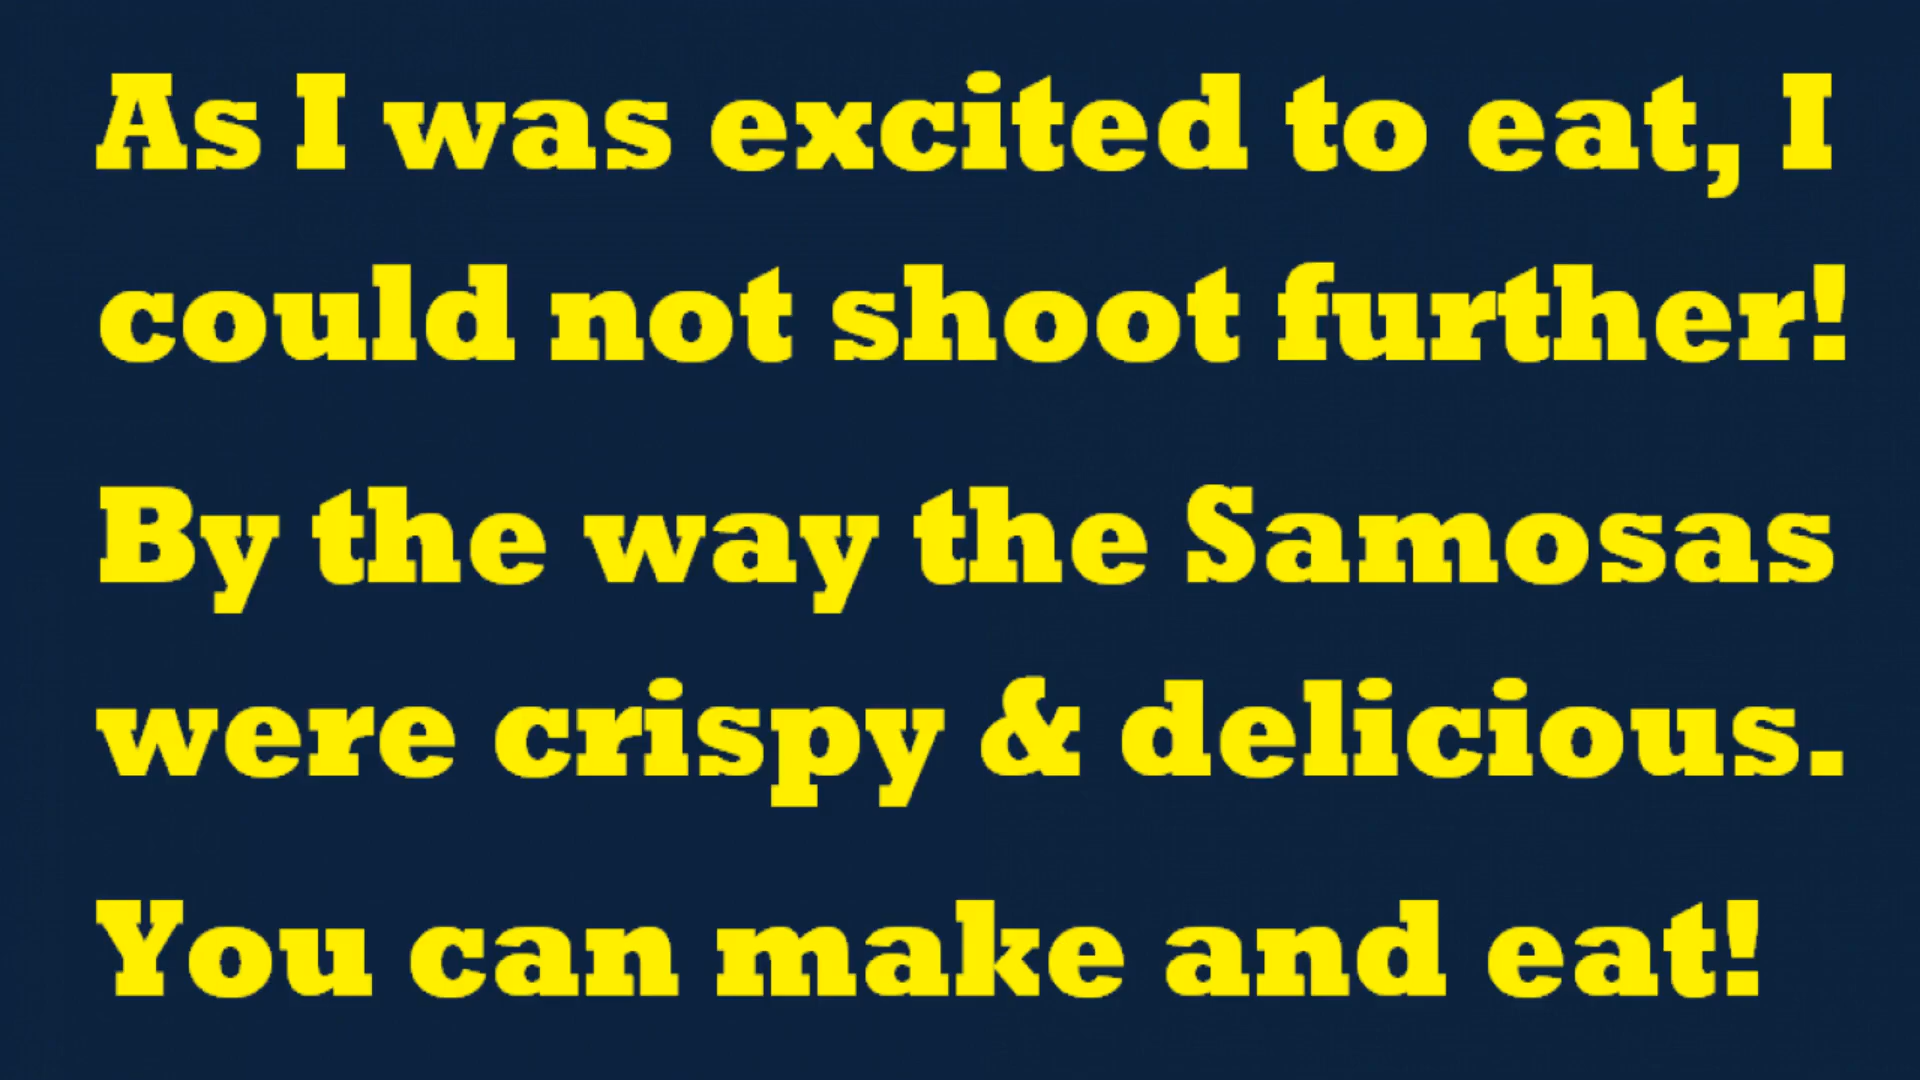 As I was excited to eat, I
could not shoot further!
By the way the Samosas
were crispy & delicious.
You can make and eat!